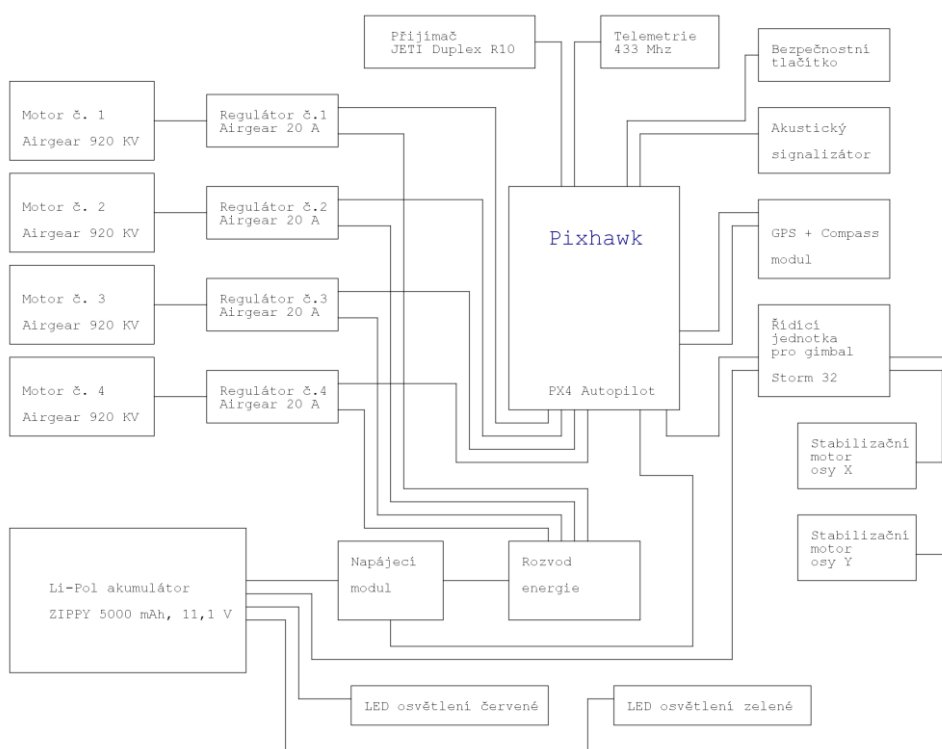 Přijímač
JETI Duplex R10
Telemetrie
433 Mhz
Bezpečnostní
tlačítko
Motor č. 1
Airgear 920 KV
Regulátor č.1
Airgear 20 A
Akustický
signalizátor
Motor č. 2
Airgear 920 KV
Regulátor č.2
Airgear 20 A
Pixhawk
PX4 Autopilot
GPS + Compass
modul
Motor č. 3
Airgear 920 KV
Regulátor č.3
Airgear 20 A
Řídící
jednotka
pro gimbal
Storm 32
Motor č. 4
Airgear 920 KV
Regulátor č.4
Airgear 20 A
Stabilizační
motor
osy X
Stabilizační
motor
osy Y
Li-Pol akumulátor
ZIPPY 5000 mAh, 11,1 V
Napájecí
modul
Rozvod
energie
LED osvětlení červené
LED osvětlení zelené